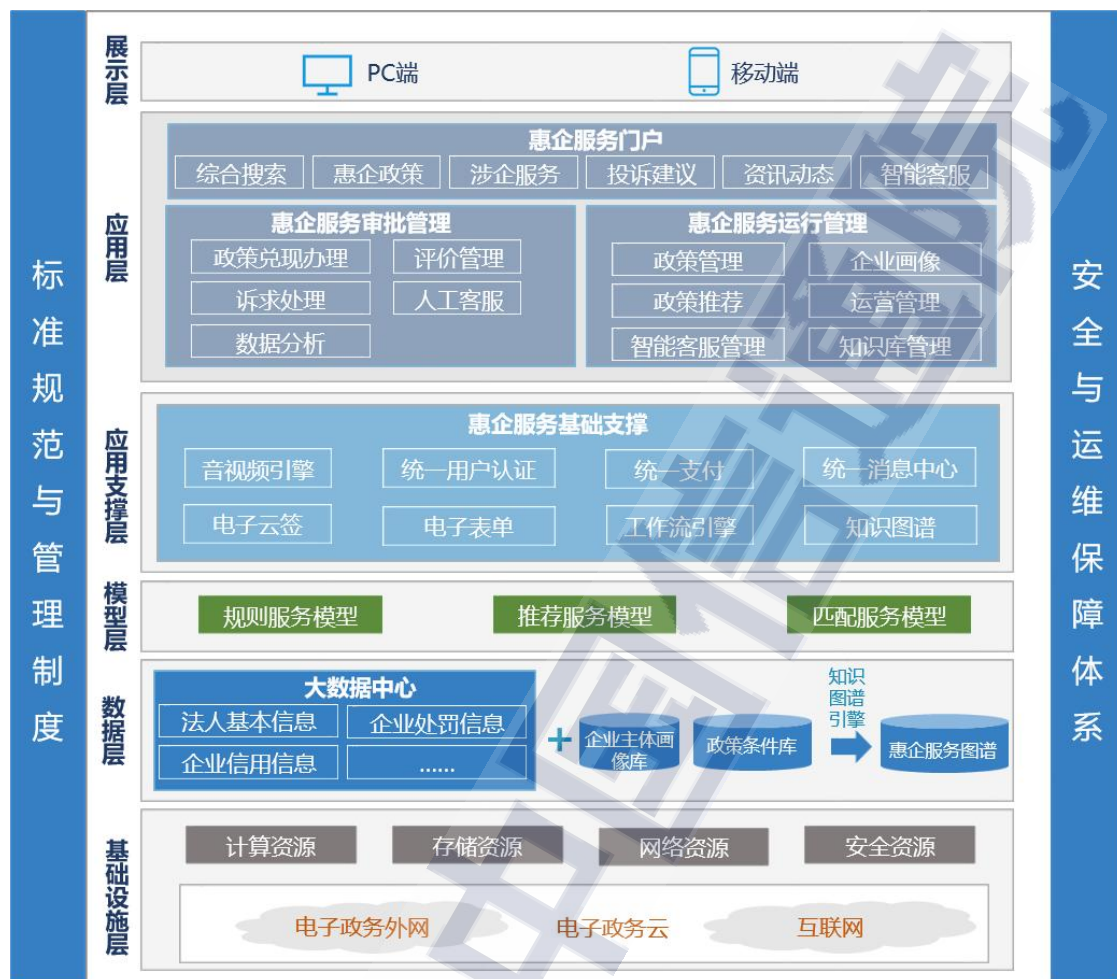 标准规范与管理制度
展示层
PC端
移动端
应用层
惠企服务门户
综合搜索
惠企政策
涉企服务
投诉建议
资讯动态
智能客服
惠企服务审批管理
政策兑现办理
评价管理
诉求处理
人工客服
数据分析
惠企服务运行管理
政策管理
企业画像
政策推荐
运营管理
智能客服管理
知识库管理
应用支撑层
惠企服务基础支撑
音视频引擎
统一用户认证
统一支付
统一消息中心
电子云签
电子表单
工作流引擎
知识图谱
模型层
规则服务模型
推荐服务模型
匹配服务模型
数据层
大数据中心
法人基本信息
企业处罚信息
企业信用信息
......
+
企业主体画
像库
政策条件库
知识
图谱
引擎
惠企服务图谱
基础设施层
计算资源
存储资源
网络资源
安全资源
电子政务外网
电子政务云
互联网
安全与运维保障体系
中国信通院